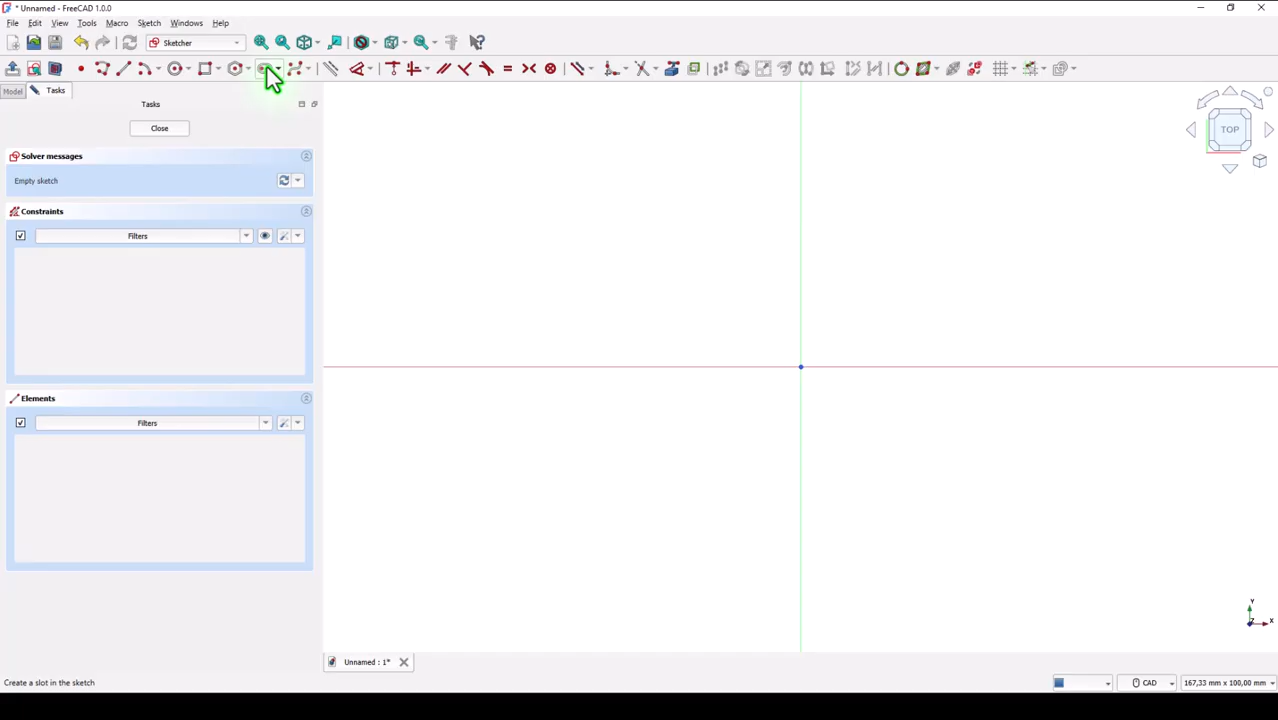 * Unnamed - FreeCAD 1.0.0
File Edit View Tools Macro Sketch Windows Help
Sketcher
Model Tasks
Tasks
Close
Solver messages
Empty sketch
Constraints
Filters
Elements
Filters
TOP
Y
X
Z
Unnamed : 1*
Create a slot in the sketch
CAD
167,33 mm x 100,00 mm